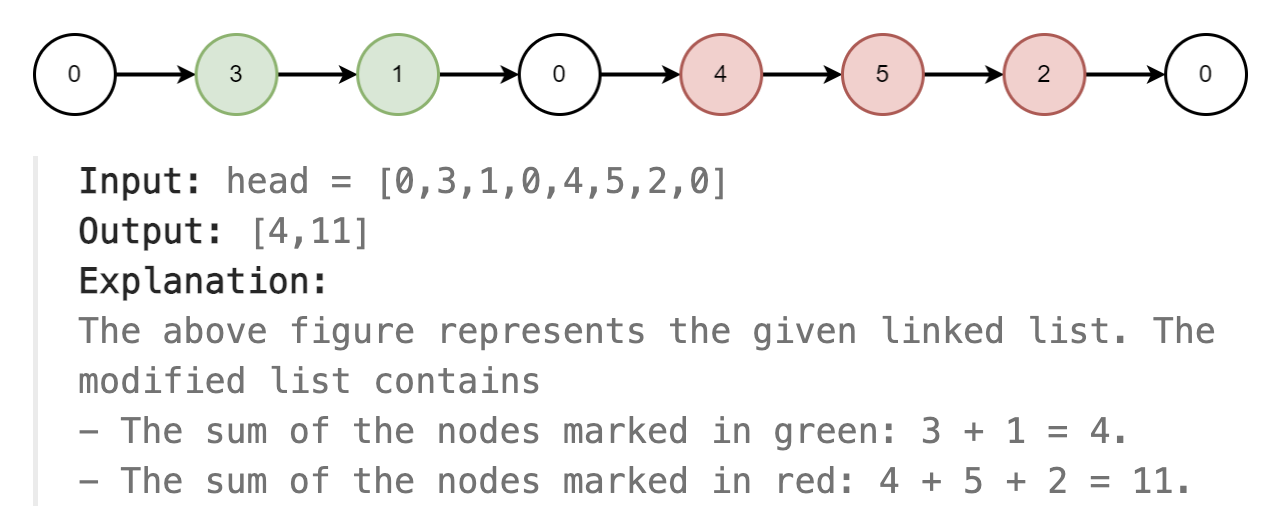 0 3 1 0 4 5 2 0
Input: head = [0,3,1,0,4,5,2,0]
Output: [4,11]
Explanation:
The above figure represents the given linked list. The
modified list contains
- The sum of the nodes marked in green: 3 + 1 = 4.
- The sum of the nodes marked in red: 4 + 5 + 2 = 11.